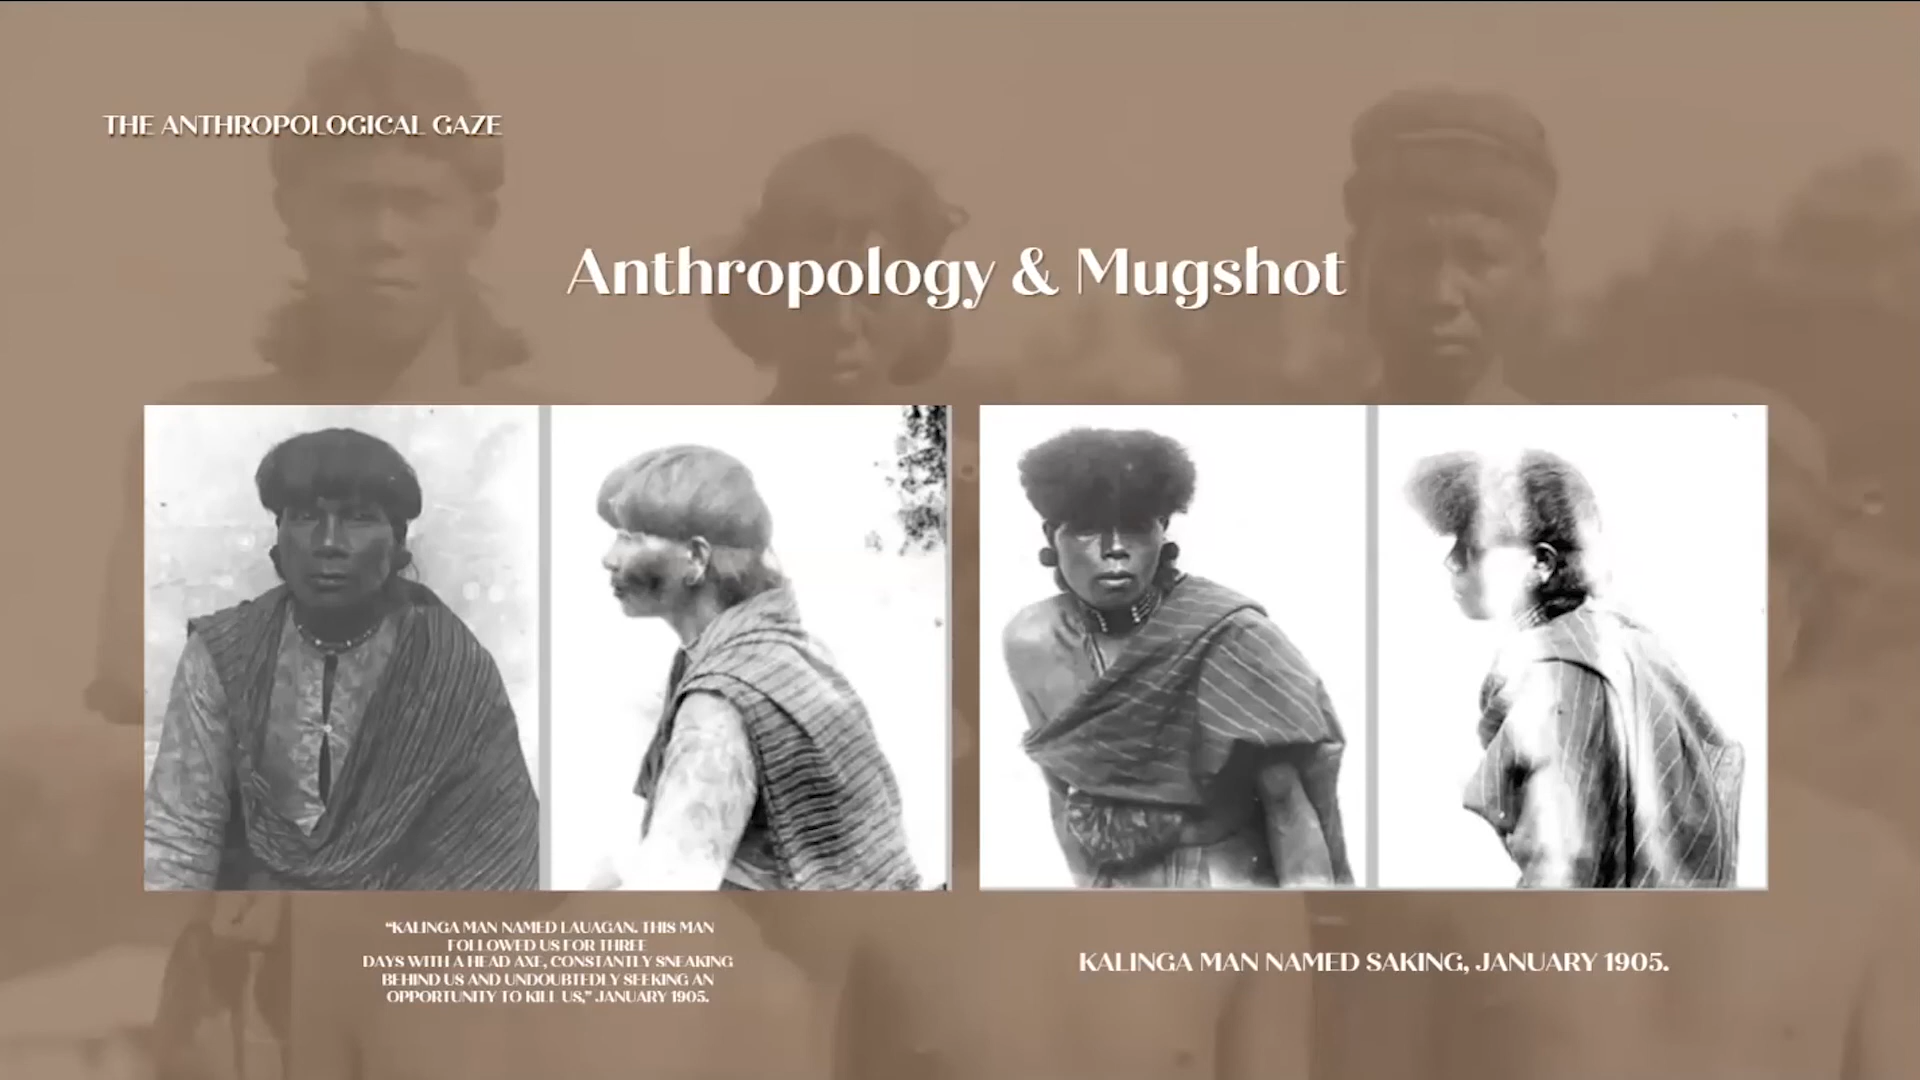 THE ANTHROPOLOGICAL GAZE
Anthropology & Mugshot
“KALINGA MAN NAMED LAUAGAN. THIS MAN
FOLLOWED US FOR THREE
DAYS WITH A HEAD AXE, CONSTANTLY SNEAKING
BEHIND US AND UNDOUBTEDLY SEEKING AN
OPPORTUNITY TO KILL US,” JANUARY 1905.
KALINGA MAN NAMED SAKING, JANUARY 1905.